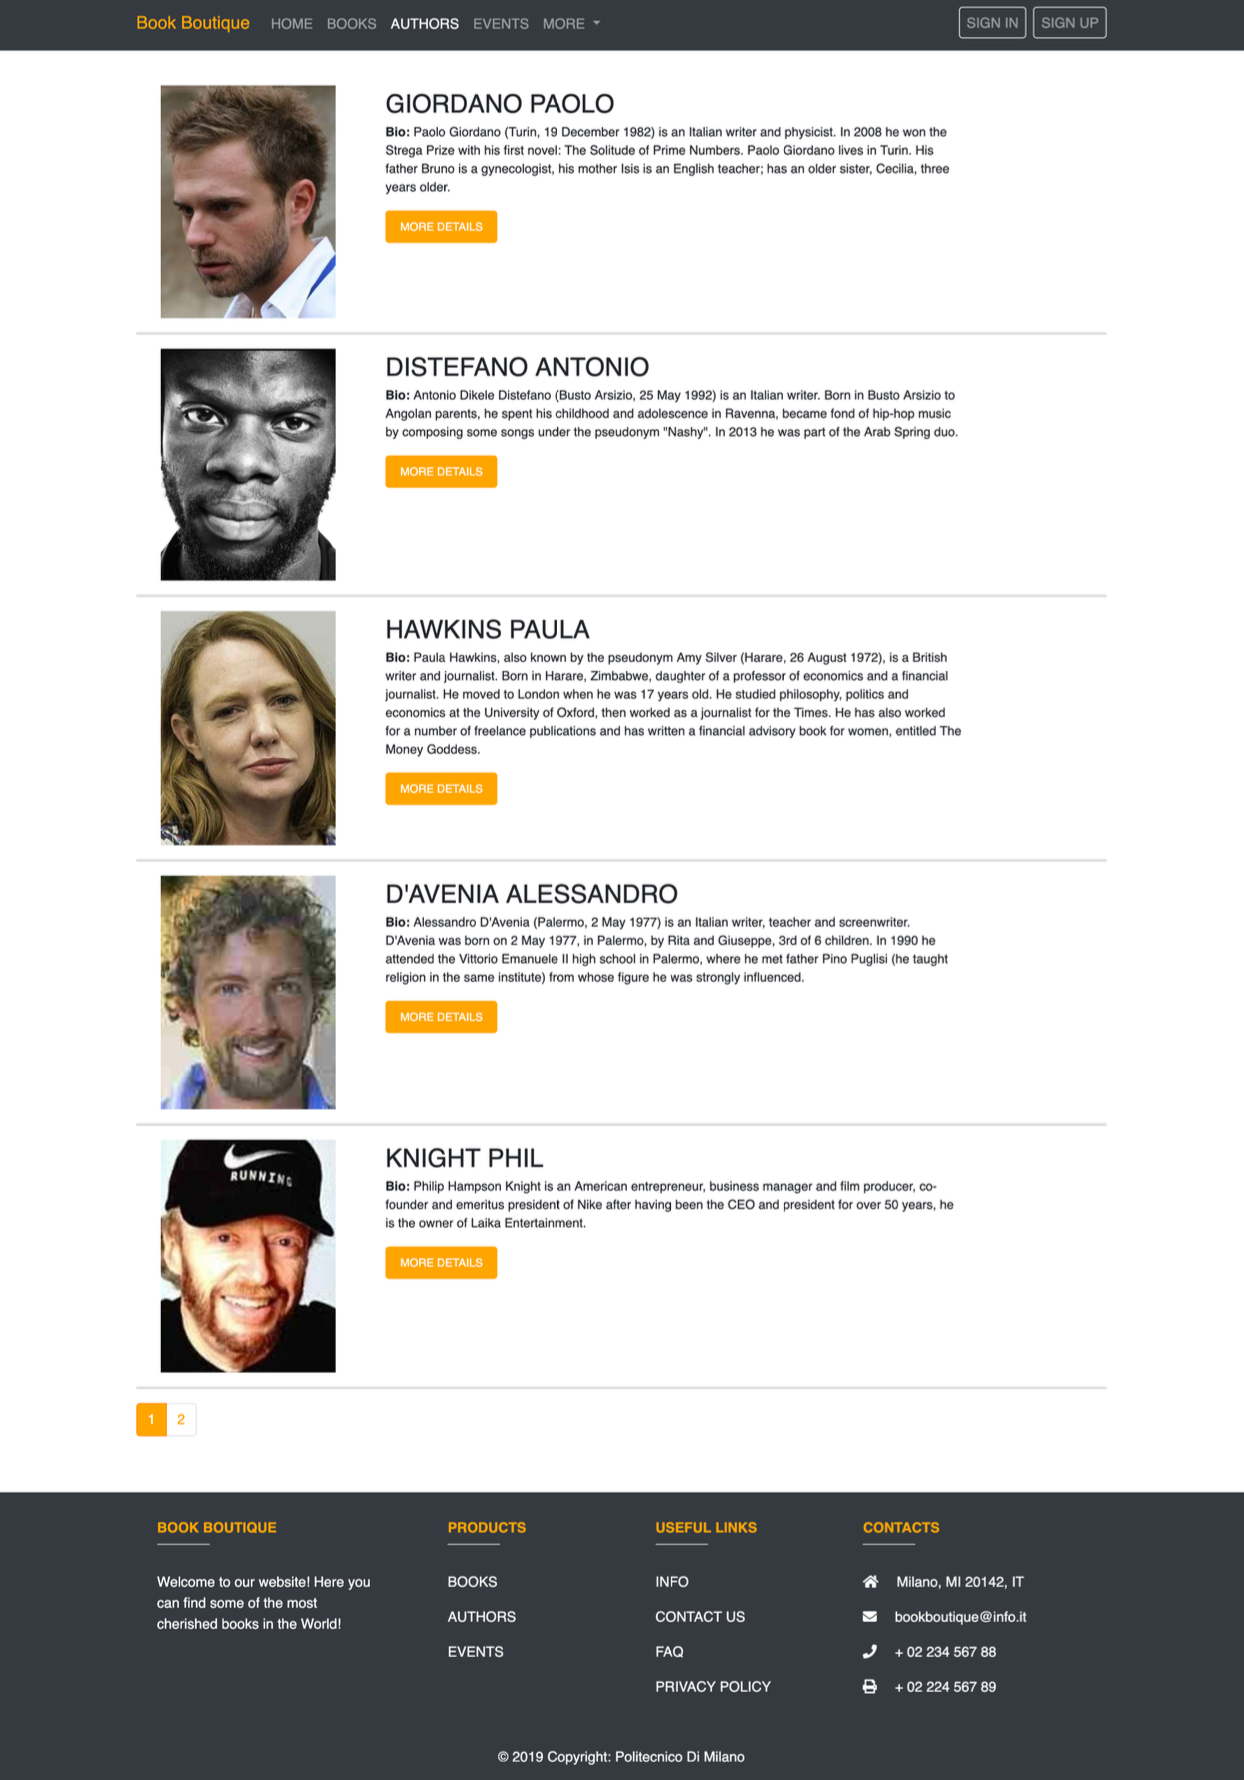 Book Boutique HOME BOOKS AUTHORS EVENTS MORE SIGN IN SIGN UP
GIORDANO PAOLO
Bio: Paolo Giordano (Turin, 19 December 1982) is an Italian writer and physicist. In 2008 he won the
Strega Prize with his first novel: The Solitude of Prime Numbers. Paolo Giordano lives in Turin. His
father Bruno is a gynecologist, his mother Isis is an English teacher; has an older sister, Cecilia, three
years older.
MORE DETAILS
DISTEFANO ANTONIO
Bio: Antonio Dikele Distefano (Busto Arsizio, 25 May 1992) is an Italian writer. Born in Busto Arsizio to
Angolan parents, he spent his childhood and adolescence in Ravenna, became fond of hip-hop music
by composing some songs under the pseudonym "Nashy". In 2013 he was part of the Arab Spring duo.
MORE DETAILS
HAWKINS PAULA
Bio: Paula Hawkins, also known by the pseudonym Amy Silver (Harare, 26 August 1972), is a British
writer and journalist. Born in Harare, Zimbabwe, daughter of a professor of economics and a financial
journalist. He moved to London when he was 17 years old. He studied philosophy, politics and
economics at the University of Oxford, then worked as a journalist for the Times. He has also worked
for a number of freelance publications and has written a financial advisory book for women, entitled The
Money Goddess.
MORE DETAILS
D'AVENIA ALESSANDRO
Bio: Alessandro D'Avenia (Palermo, 2 May 1977) is an Italian writer, teacher and screenwriter.
D'Avenia was born on 2 May 1977, in Palermo, by Rita and Giuseppe, 3rd of 6 children. In 1990 he
attended the Vittorio Emanuele II high school in Palermo, where he met father Pino Puglisi (he taught
religion in the same institute) from whose figure he was strongly influenced.
MORE DETAILS
RUNNING
KNIGHT PHIL
Bio: Philip Hampson Knight is an American entrepreneur, business manager and film producer, co-
founder and emeritus president of Nike after having been the CEO and president for over 50 years, he
is the owner of Laika Entertainment.
MORE DETAILS
1 2
BOOK BOUTIQUE
Welcome to our website! Here you
can find some of the most
cherished books in the World!
PRODUCTS
BOOKS
AUTHORS
EVENTS
USEFUL LINKS
INFO
CONTACT US
FAQ
PRIVACY POLICY
CONTACTS
Milano, MI 20142, IT
bookboutique@info.it
+ 02 234 567 88
+ 02 224 567 89
© 2019 Copyright: Politecnico Di Milano